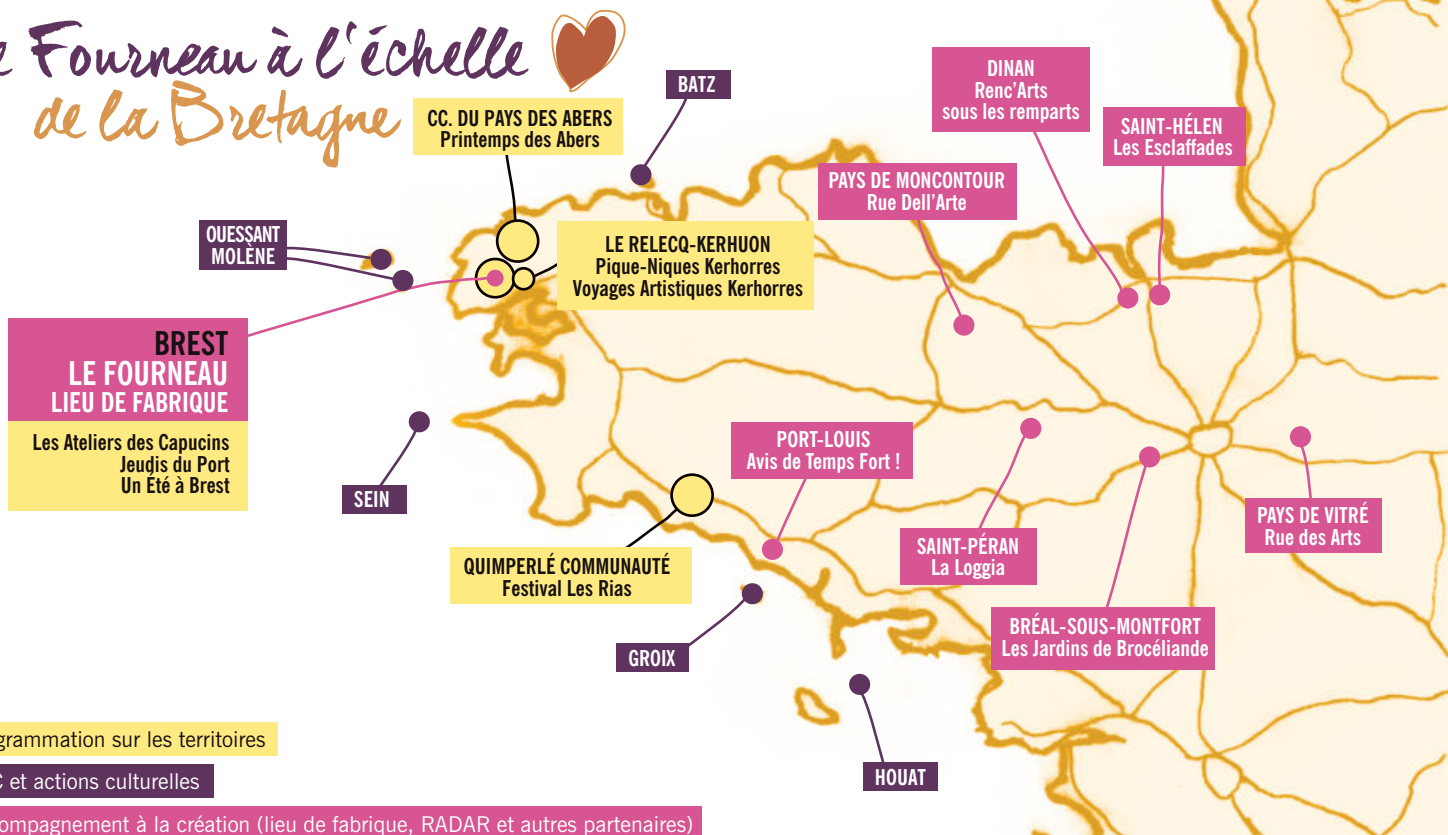 Fourneau à l'échelle
de la Bretagne
BATZ
CC. DU PAYS DES ABERS
Printemps des Abers
DINAN
Renc'Arts
sous les remparts
SAINT-HÉLEN
Les Esclaffades
PAYS DE MONCONTOUR
Rue Dell'Arte
OUESSANT
MOLÈNE
LE RELECQ-KERHUON
Pique-Niques Kerhorres
Voyages Artistiques Kerhorres
BREST
LE FOURNEAU
LIEU DE FABRIQUE
Les Ateliers des Capucins
Jeudis du Port
Un Été à Brest
SEIN
PORT-LOUIS
Avis de Temps Fort !
QUIMPERLÉ COMMUNAUTÉ
Festival Les Rias
SAINT-PÉRAN
La Loggia
PAYS DE VITRÉ
Rue des Arts
BRÉAL-SOUS-MONTFORT
Les Jardins de Brocéliande
GROIX
HOUAT
grammation sur les territoires
C et actions culturelles
ompagnement à la création (lieu de fabrique, RADAR et autres partenaires)